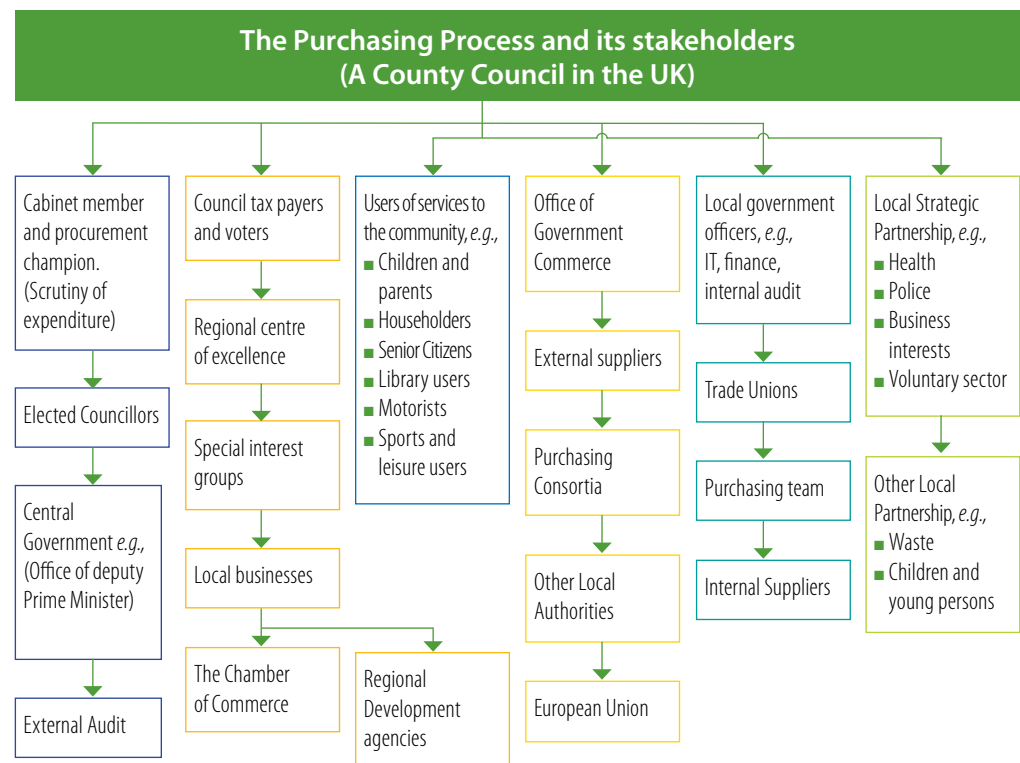 The Purchasing Process and its stakeholders
(A County Council in the UK)
Cabinet member
and procurement
champion.
(Scrutiny of
expenditure)
Elected Councillors
Central
Government e.g.,
(Office of deputy
Prime Minister)
External Audit
Council tax payers
and voters
Regional centre
of excellence
Special interest
groups
Local businesses
The Chamber
of Commerce
Regional
Development
agencies
Users of services to
the community, e.g.,
■ Children and
parents
■ Householders
■ Senior Citizens
■ Library users
■ Motorists
■ Sports and
leisure users
Office of
Government
Commerce
External suppliers
Purchasing
Consortia
Other Local
Authorities
European Union
Local government
officers, e.g.,
IT, finance,
internal audit
Trade Unions
Purchasing team
Internal Suppliers
Local Strategic
Partnership, e.g.,
■ Health
■ Police
■ Business
interests
■ Voluntary sector
Other Local
Partnership, e.g.,
■ Waste
■ Children and
young persons